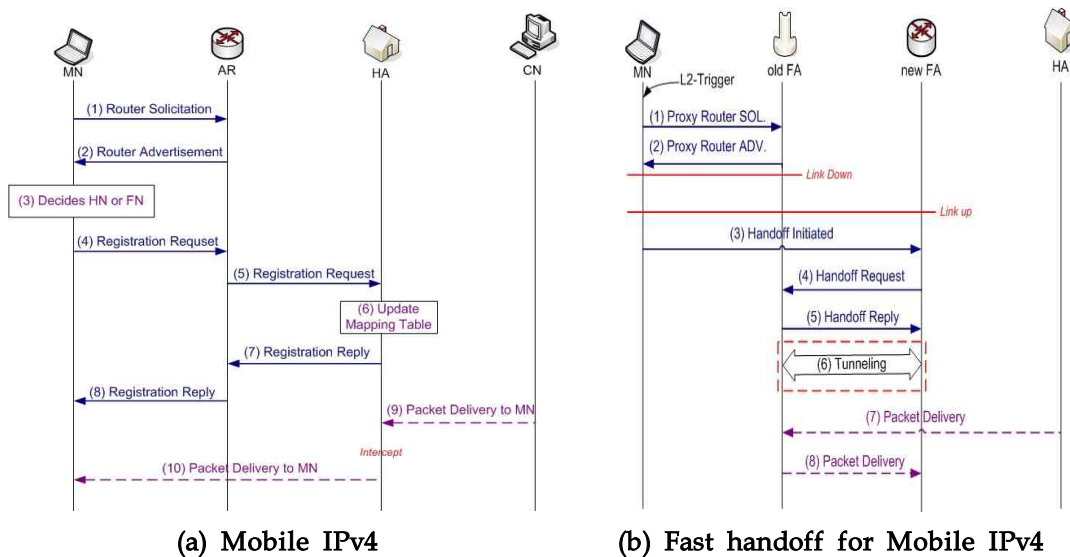 MN
AR
HA
CN
(1) Router Solicitation
(2) Router Advertisement
(3) Decides HN or FN
(4) Registration Requset
(5) Registration Request
(6) Update
Mapping Table
(7) Registration Reply
(8) Registration Reply
(9) Packet Delivery to MN
Intercept
(10) Packet Delivery to MN
(a) Mobile IPv4
MN
old FA
new FA
HA
L2-Trigger
(1) Proxy Router SOL.
(2) Proxy Router ADV.
Link Down
Link up
(3) Handoff Initiated
(4) Handoff Request
(5) Handoff Reply
(6) Tunneling
(7) Packet Delivery
(8) Packet Delivery
(b) Fast handoff for Mobile IPv4